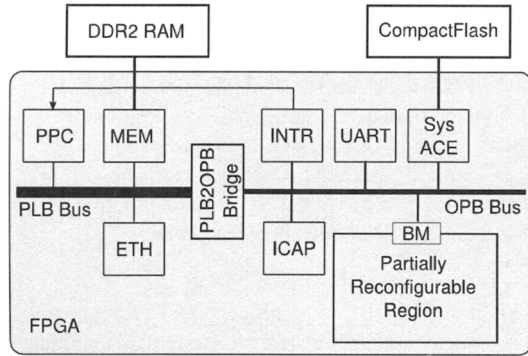 DDR2 RAM
CompactFlash
PPC
MEM
INTR
UART
Sys
ACE
PLB2OPB
Bridge
PLB Bus
OPB Bus
ETH
ICAP
BM
Partially
Reconfigurable
Region
FPGA